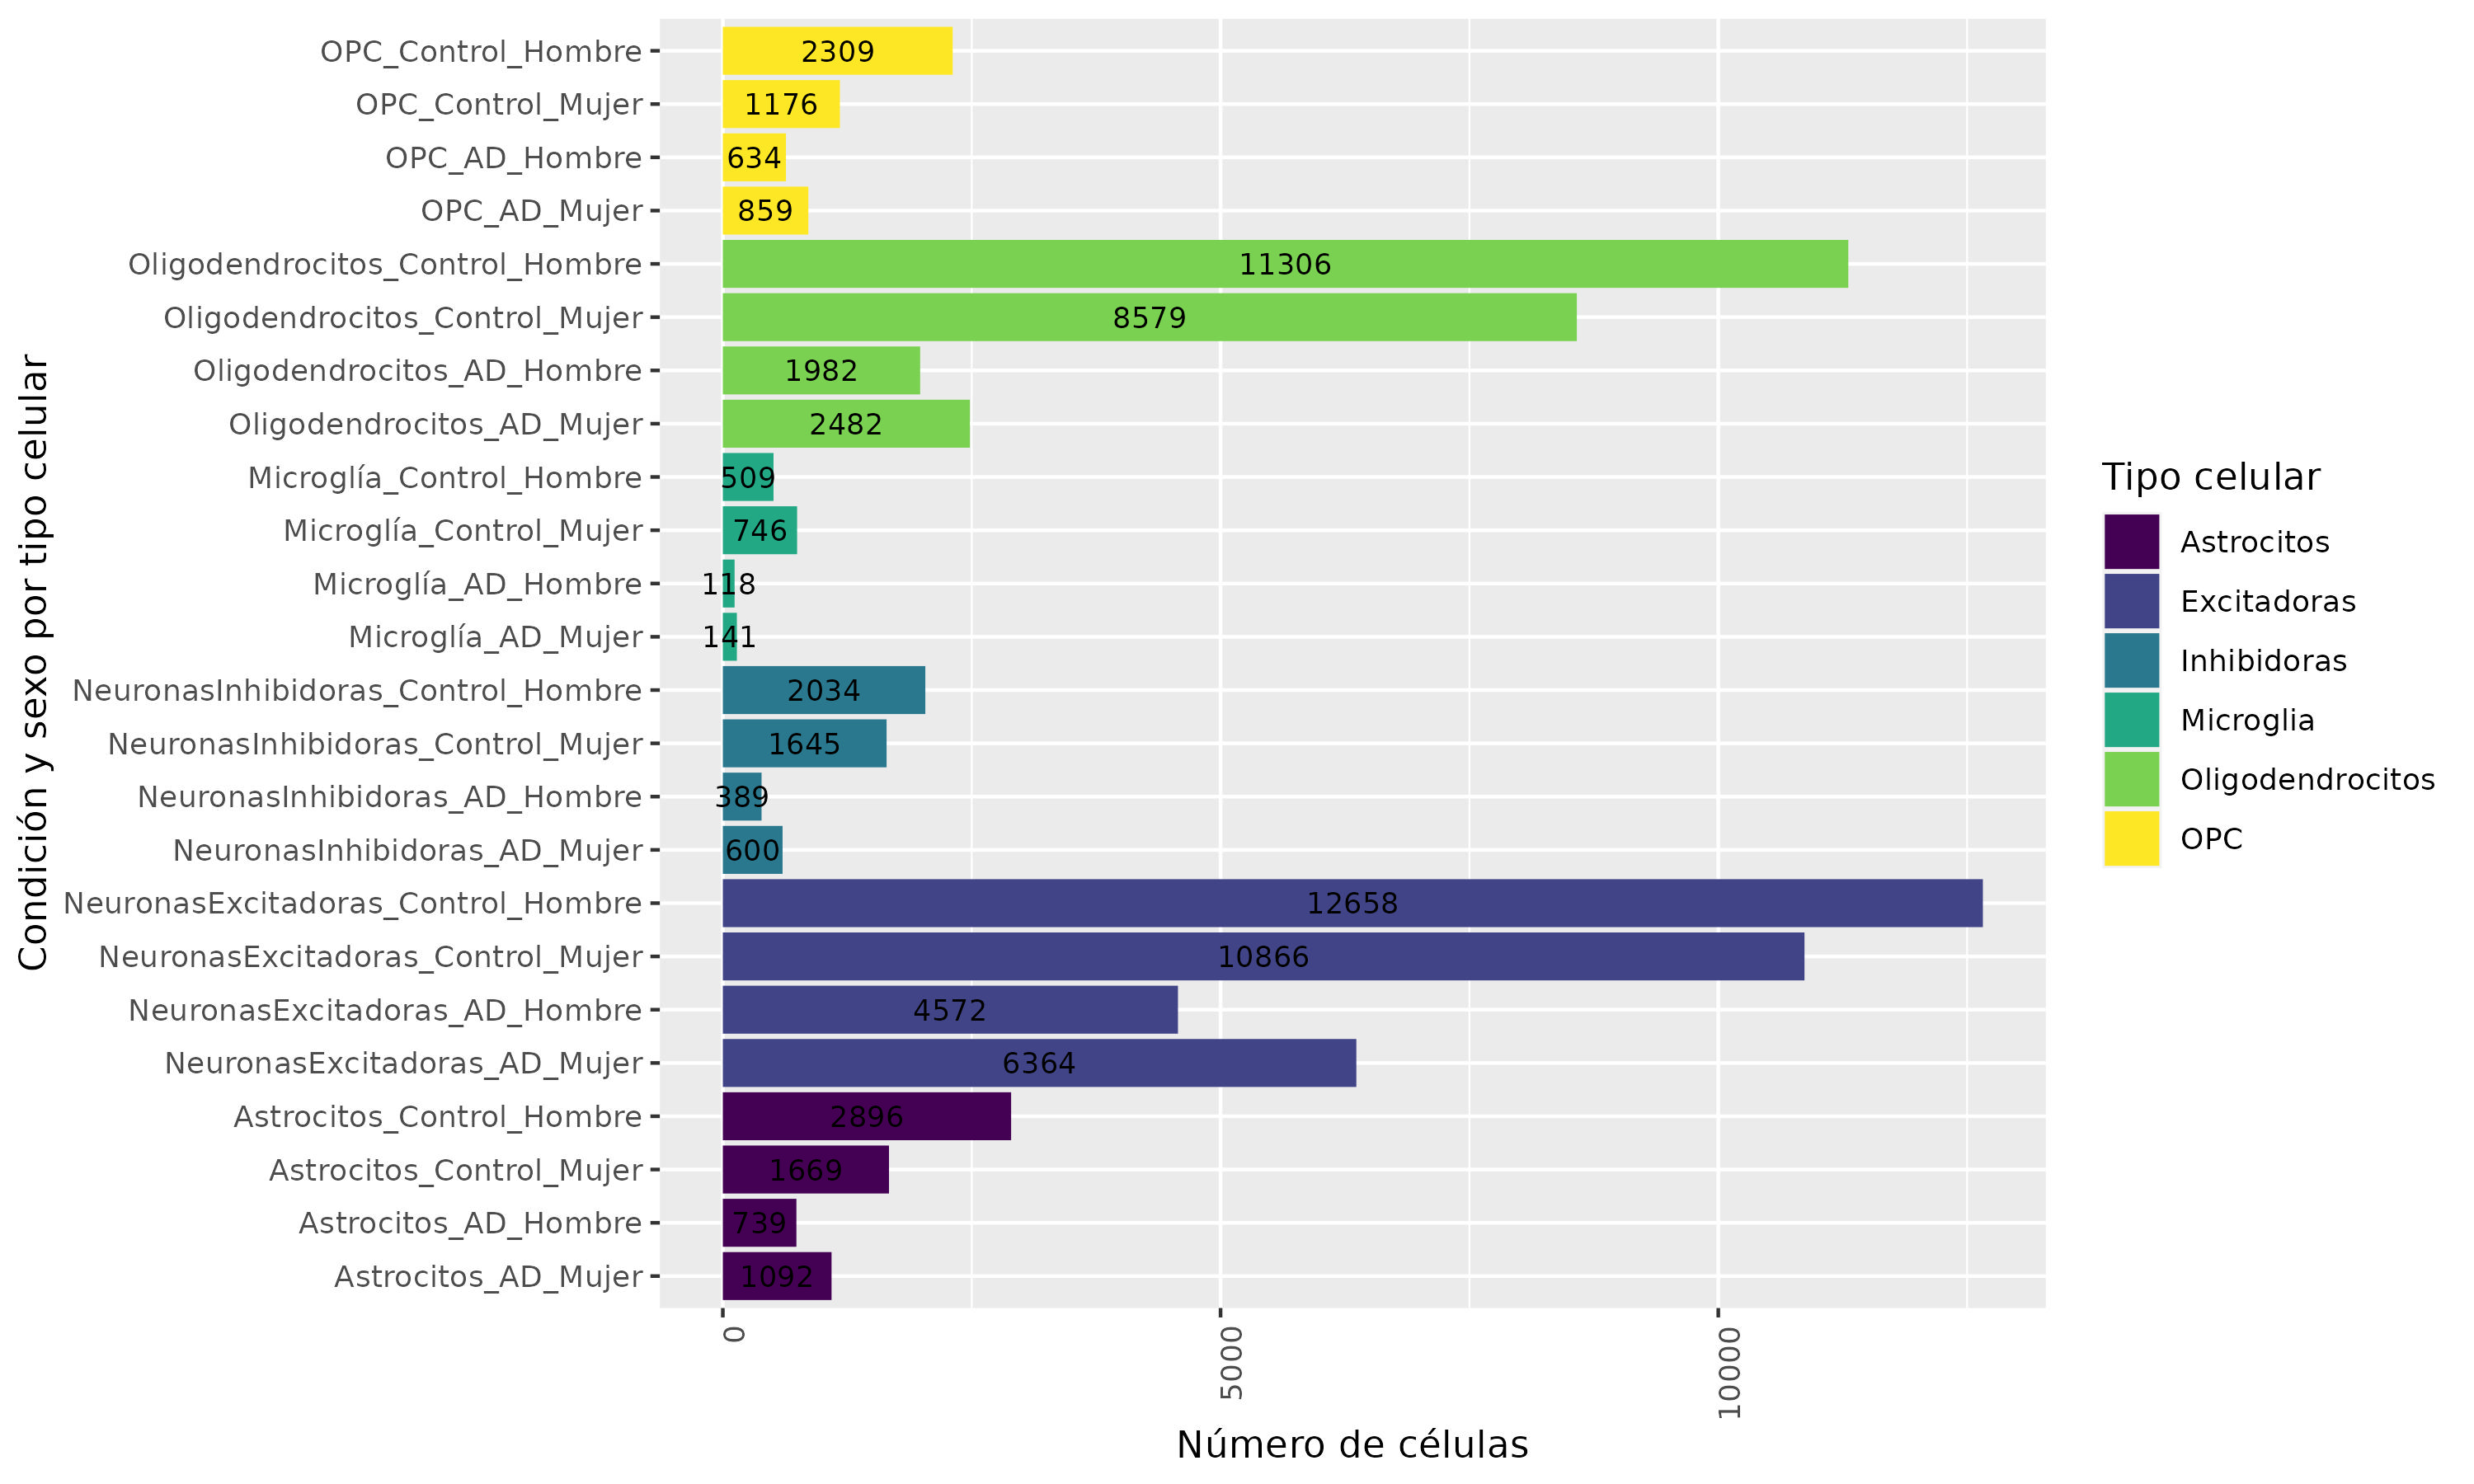 Condición y sexo por tipo celular
OPC_Control_Hombre 2309
OPC_Control_Mujer 1176
OPC_AD_Hombre 634
OPC_AD_Mujer 859
Oligodendrocitos_Control_Hombre 11306
Oligodendrocitos_Control_Mujer 8579
Oligodendrocitos_AD_Hombre 1982
Oligodendrocitos_AD_Mujer 2482
Microglía_Control_Hombre 509
Microglía_Control_Mujer 746
Microglía_AD_Hombre 118
Microglía_AD_Mujer 141
NeuronasInhibidoras_Control_Hombre 2034
NeuronasInhibidoras_Control_Mujer 1645
NeuronasInhibidoras_AD_Hombre 389
NeuronasInhibidoras_AD_Mujer 600
NeuronasExcitadoras_Control_Hombre 12658
NeuronasExcitadoras_Control_Mujer 10866
NeuronasExcitadoras_AD_Hombre 4572
NeuronasExcitadoras_AD_Mujer 6364
Astrocitos_Control_Hombre 2896
Astrocitos_Control_Mujer 1669
Astrocitos_AD_Hombre 739
Astrocitos_AD_Mujer 1092
0 5000 10000
Número de células
Tipo celular
Astrocitos
Excitadoras
Inhibidoras
Microglia
Oligodendrocitos
OPC